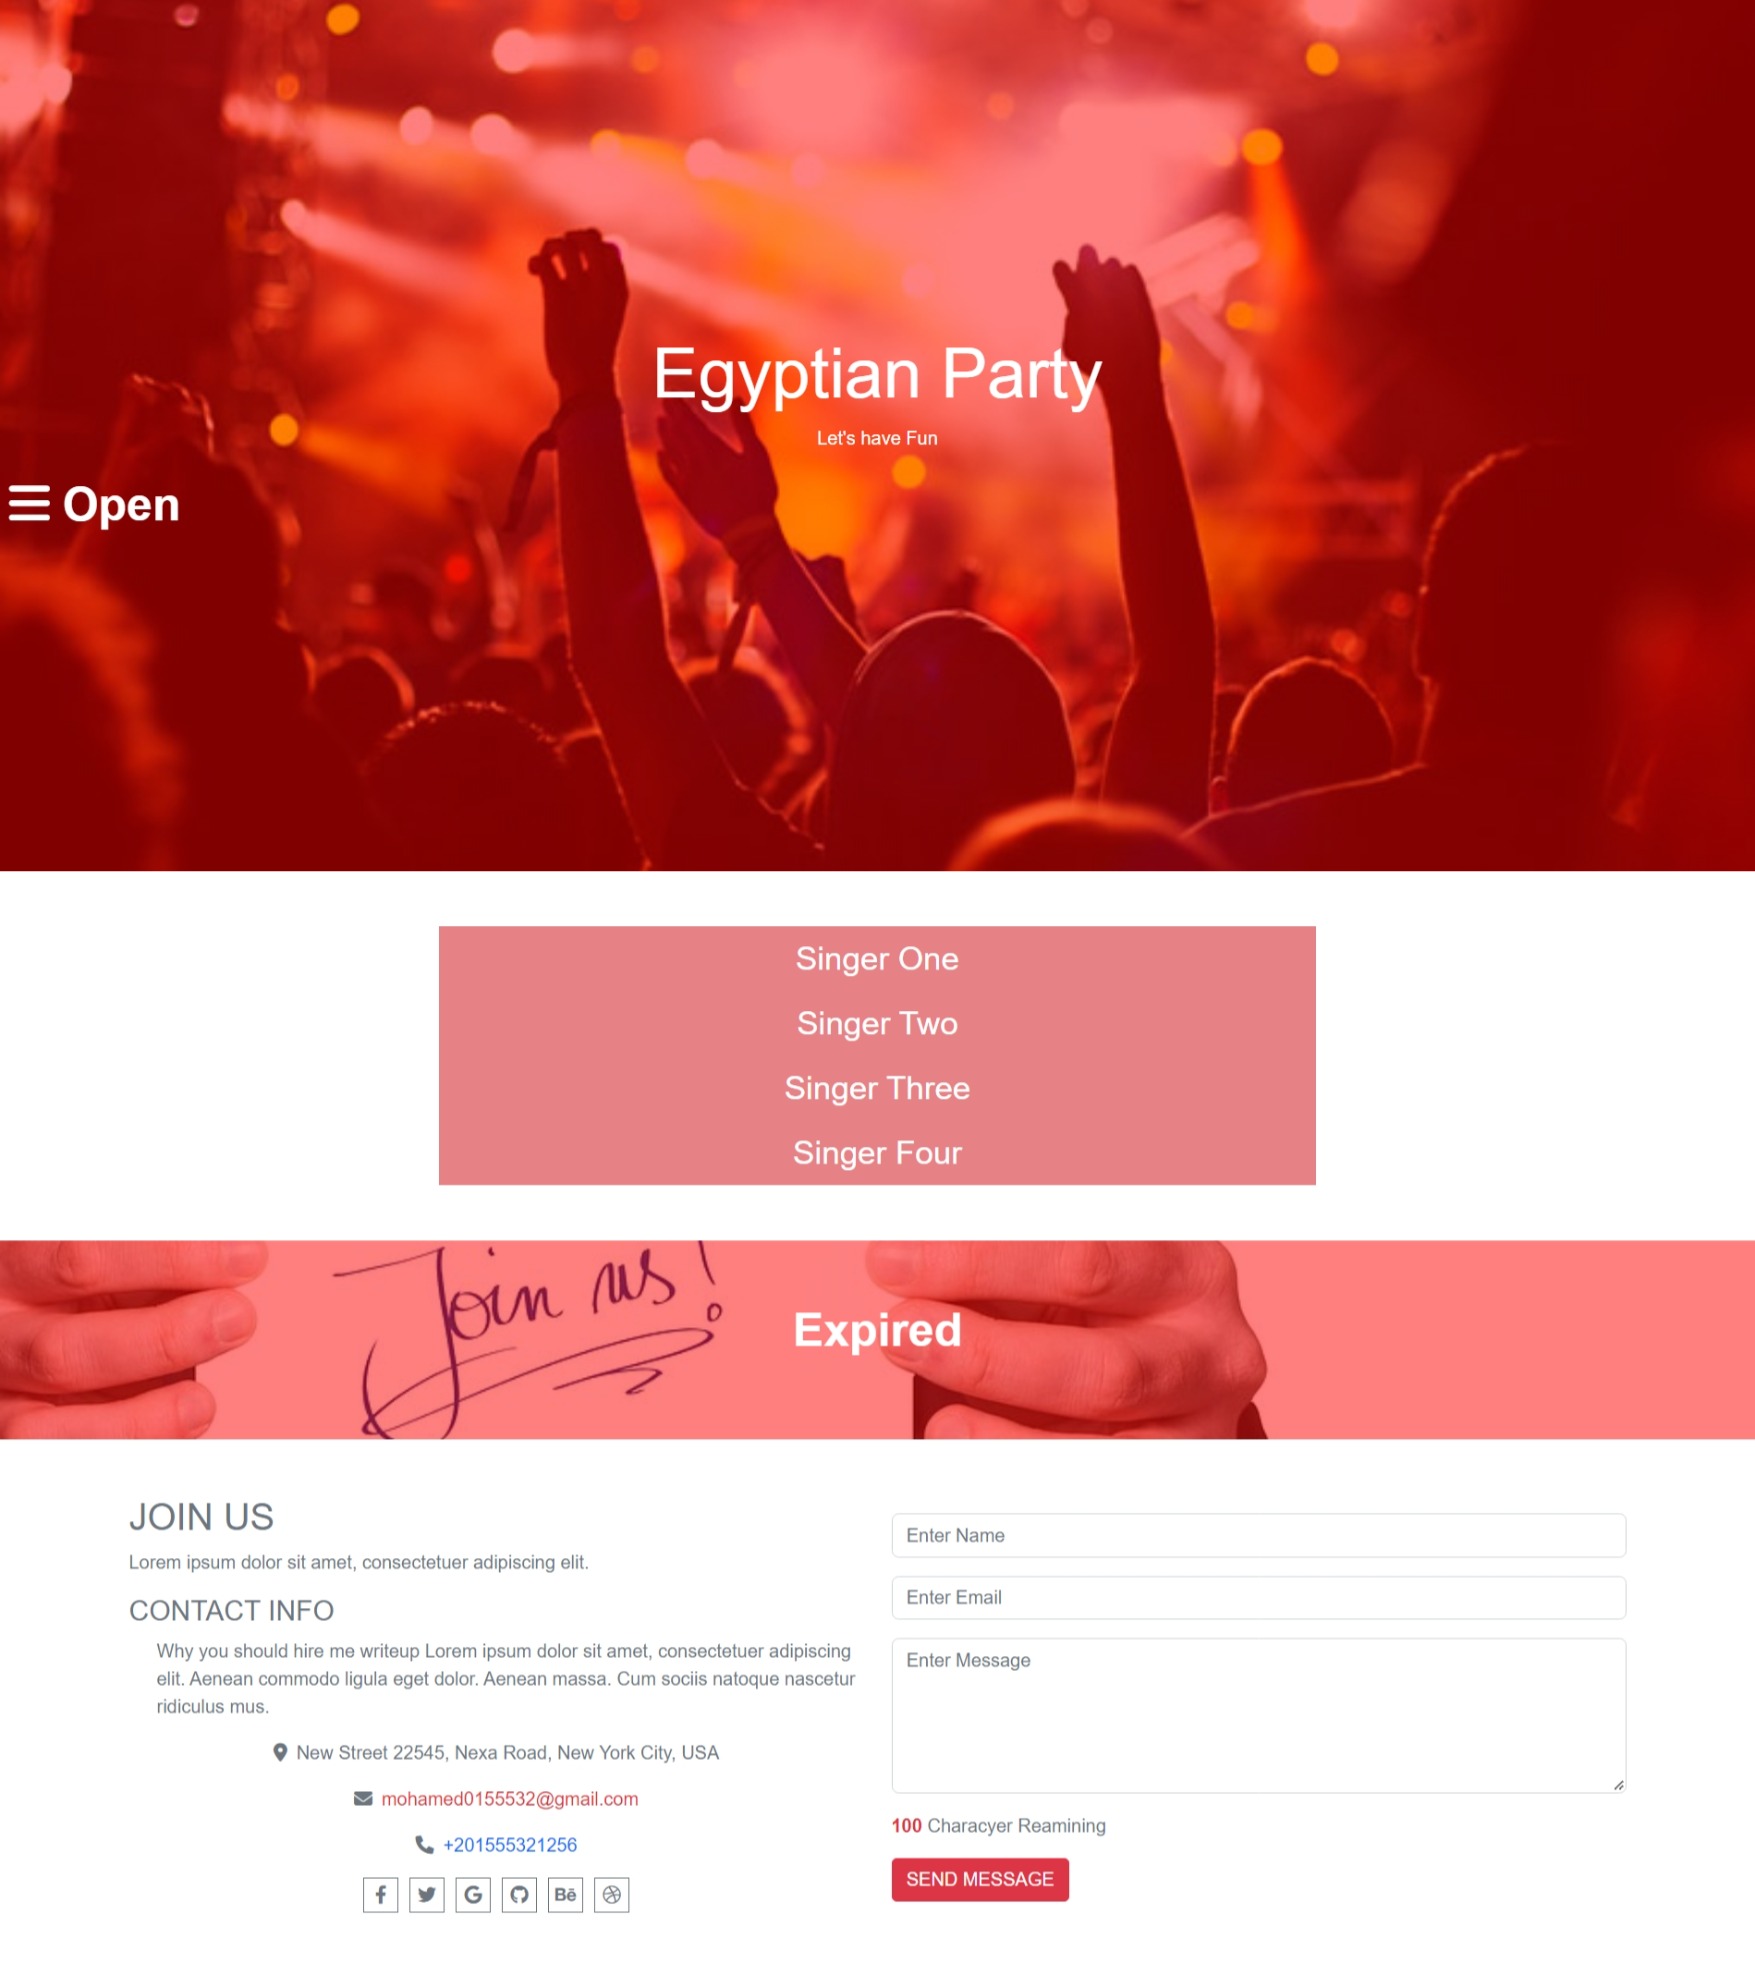 Egyptian Party
Let's have Fun
Open
Singer One
Singer Two
Singer Three
Singer Four
Join us!
Expired
JOIN US
Lorem ipsum dolor sit amet, consectetuer adipiscing elit.
CONTACT INFO
Why you should hire me writeup Lorem ipsum dolor sit amet, consectetuer adipiscing
elit. Aenean commodo ligula eget dolor. Aenean massa. Cum sociis natoque nascetur
ridiculus mus.
New Street 22545, Nexa Road, New York City, USA
mohamed0155532@gmail.com
+201555321256
Bē
Enter Name
Enter Email
Enter Message
100 Characyer Reamining
SEND MESSAGE